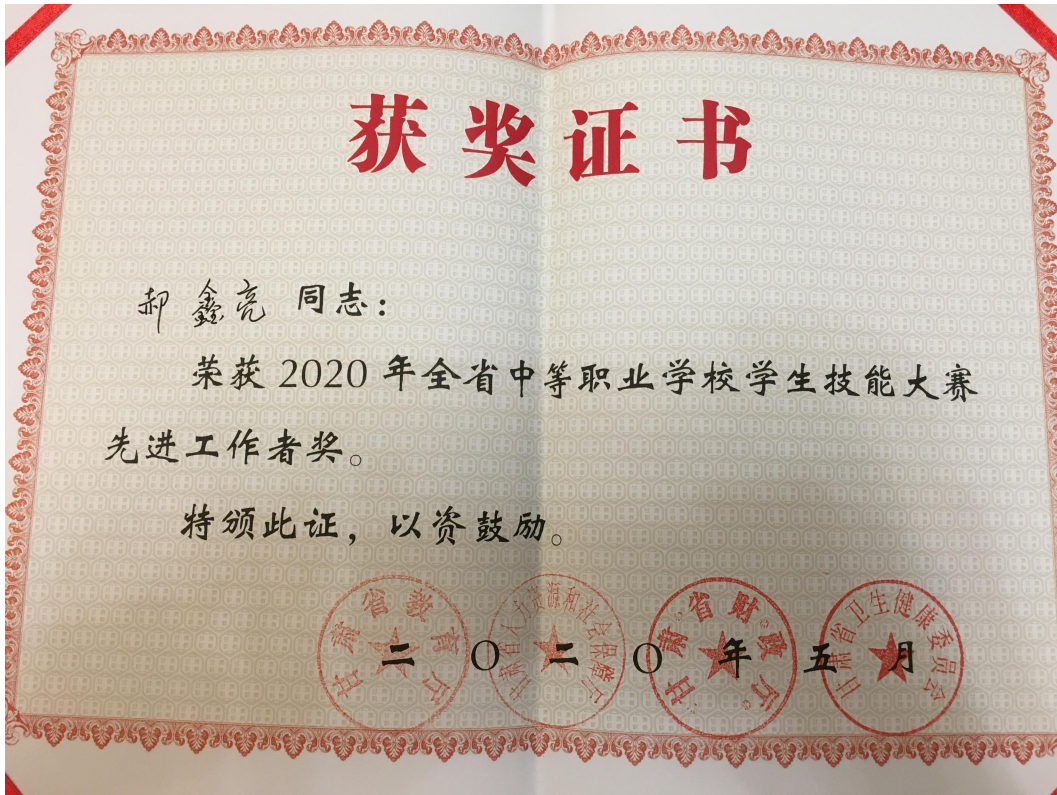 获奖证书
郝鑫亮 同志:
荣获2020年全省中等职业学校学生技能大赛
先进工作者奖。
特颁此证，以资鼓励。
二〇二〇年五月
甘肃省教育厅
甘肃省人力资源和社会保障厅
甘肃省财政厅
甘肃省卫生健康委员会